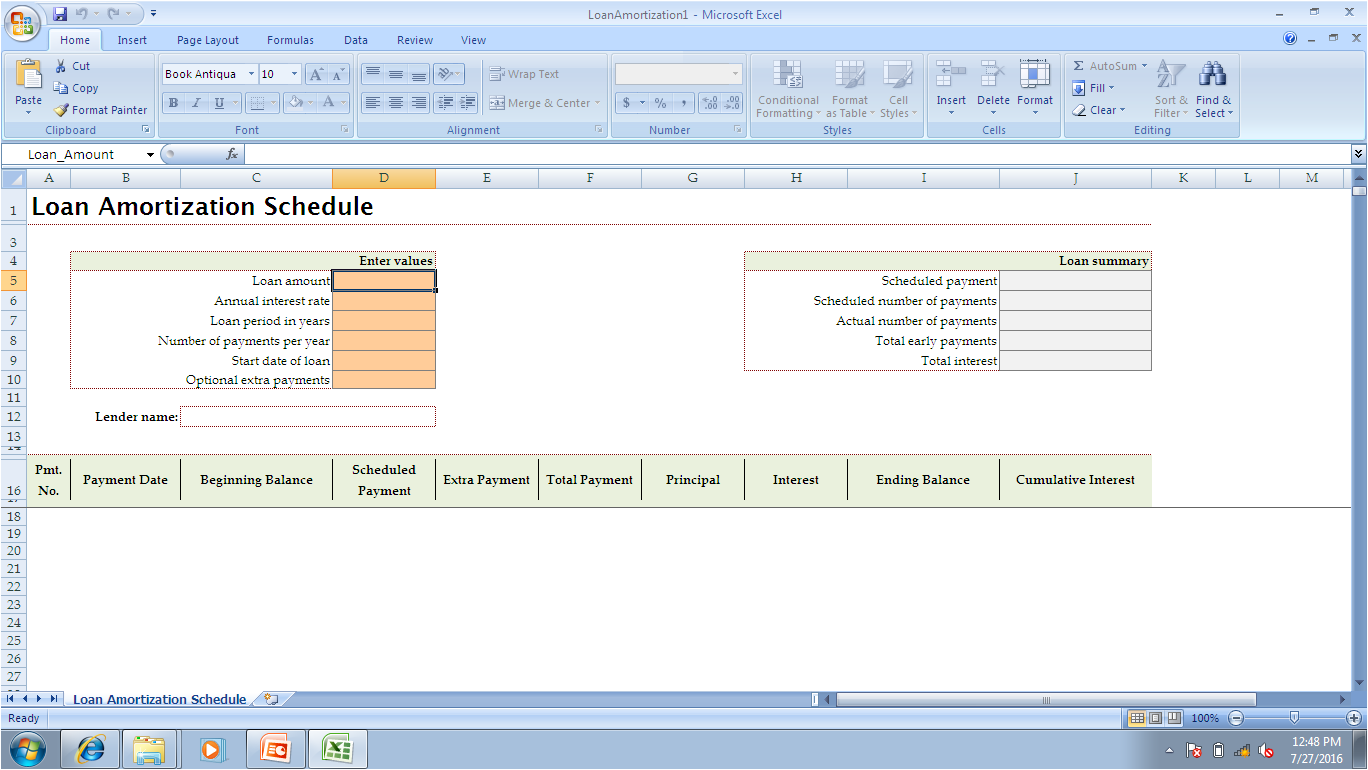 LoanAmortization1 - Microsoft Excel
Home Insert Page Layout Formulas Data Review View
Paste
Cut
Copy
Format Painter
Clipboard
Book Antiqua 10 A A
B I U A
Font
Wrap Text
Merge & Center
Alignment
$ % , .0 .00 .00 .0
Number
Conditional Formatting
Format as Table
Cell Styles
Styles
Insert Delete Format
Cells
Σ AutoSum
Fill
Clear
Sort & Filter
Find & Select
Editing
Loan_Amount fx
A B C D E F G H I J K L M
1 Loan Amortization Schedule
3
4 Enter values Loan summary
5 Loan amount Scheduled payment
6 Annual interest rate Scheduled number of payments
7 Loan period in years Actual number of payments
8 Number of payments per year Total early payments
9 Start date of loan Total interest
10 Optional extra payments
11
12 Lender name:
13
14
16 Pmt. No. Payment Date Beginning Balance Scheduled Payment Extra Payment Total Payment Principal Interest Ending Balance Cumulative Interest
17
18
19
20
21
22
23
24
25
26
27
Loan Amortization Schedule
Ready 100%
12:48 PM
7/27/2016